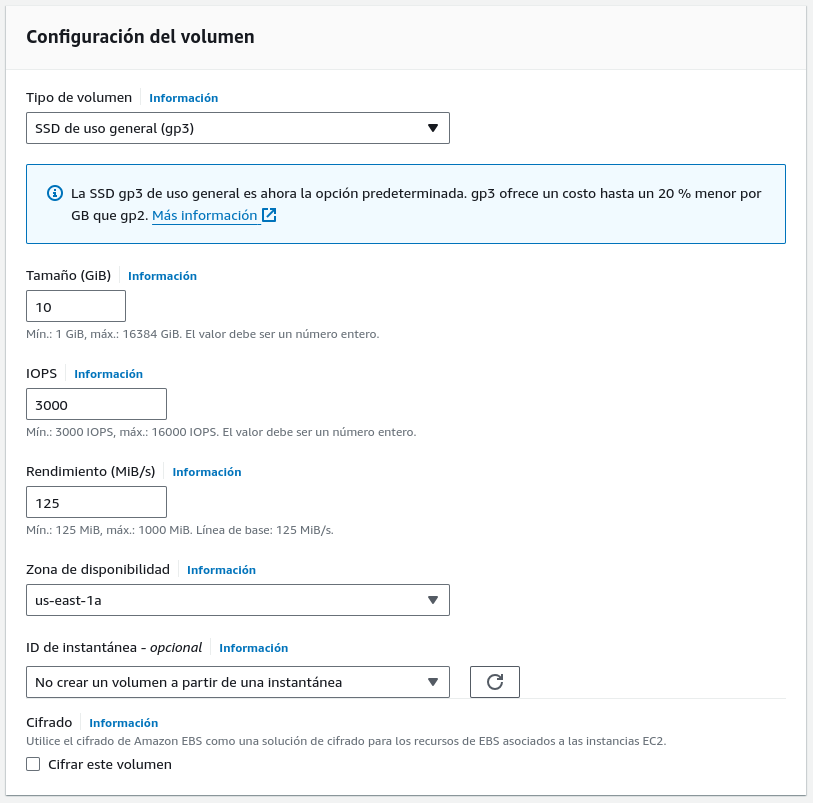 Configuración del volumen
Tipo de volumen Información
SSD de uso general (gp3)
La SSD gp3 de uso general es ahora la opción predeterminada. gp3 ofrece un costo hasta un 20 % menor por
GB que gp2. Más información
Tamaño (GiB) Información
10
Mín.: 1 GiB, máx.: 16384 GiB. El valor debe ser un número entero.
IOPS Información
3000
Mín.: 3000 IOPS, máx.: 16000 IOPS. El valor debe ser un número entero.
Rendimiento (MiB/s) Información
125
Mín.: 125 MiB, máx.: 1000 MiB. Línea de base: 125 MiB/s.
Zona de disponibilidad Información
us-east-1a
ID de instantánea - opcional Información
No crear un volumen a partir de una instantánea
Cifrado Información
Utilice el cifrado de Amazon EBS como una solución de cifrado para los recursos de EBS asociados a las instancias EC2.
Cifrar este volumen